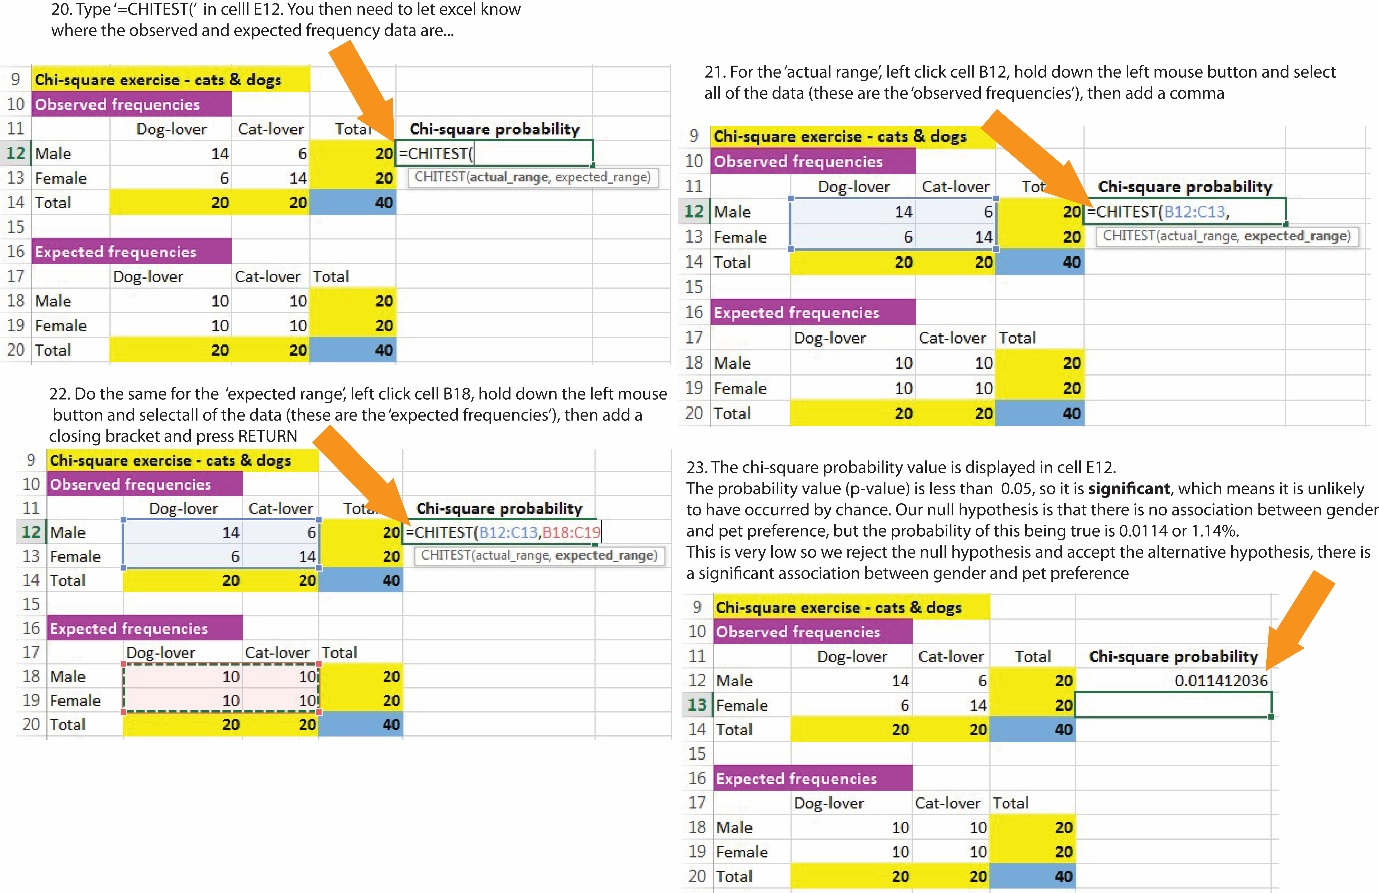 20. Type ‘=CHITEST(‘ in celll E12. You then need to let excel know
where the observed and expected frequency data are...
9 Chi-square exercise - cats & dogs
10 Observed frequencies
11 Dog-lover Cat-lover Total Chi-square probability
12 Male 14 6 20 =CHITEST(
13 Female 6 14 20 CHITEST(actual_range, expected_range)
14 Total 20 20 40
15
16 Expected frequencies
17 Dog-lover Cat-lover Total
18 Male 10 10 20
19 Female 10 10 20
20 Total 20 20 40
21. For the ‘actual range’, left click cell B12, hold down the left mouse button and select
all of the data (these are the ‘observed frequencies’), then add a comma
9 Chi-square exercise - cats & dogs
10 Observed frequencies
11 Dog-lover Cat-lover Tot Chi-square probability
12 Male 14 6 20 =CHITEST(B12:C13,
13 Female 6 14 20 CHITEST(actual_range, expected_range)
14 Total 20 20 40
15
16 Expected frequencies
17 Dog-lover Cat-lover Total
18 Male 10 10 20
19 Female 10 10 20
20 Total 20 20 40
22. Do the same for the ‘expected range’, left click cell B18, hold down the left mouse
button and selectall of the data (these are the ‘expected frequencies’), then add a
closing bracket and press RETURN
9 Chi-square exercise - cats & dogs
10 Observed frequencies
11 Dog-lover Cat-lover Total Chi-square probability
12 Male 14 6 20 =CHITEST(B12:C13,B18:C19
13 Female 6 14 20 CHITEST(actual_range, expected_range)
14 Total 20 20 40
15
16 Expected frequencies
17 Dog-lover Cat-lover Total
18 Male 10 10 20
19 Female 10 10 20
20 Total 20 20 40
23. The chi-square probability value is displayed in cell E12.
The probability value (p-value) is less than 0.05, so it is significant, which means it is unlikely
to have occurred by chance. Our null hypothesis is that there is no association between gender
and pet preference, but the probability of this being true is 0.0114 or 1.14%.
This is very low so we reject the null hypothesis and accept the alternative hypothesis, there is
a significant association between gender and pet preference
9 Chi-square exercise - cats & dogs
10 Observed frequencies
11 Dog-lover Cat-lover Total Chi-square probability
12 Male 14 6 20 0.011412036
13 Female 6 14 20
14 Total 20 20 40
15
16 Expected frequencies
17 Dog-lover Cat-lover Total
18 Male 10 10 20
19 Female 10 10 20
20 Total 20 20 40